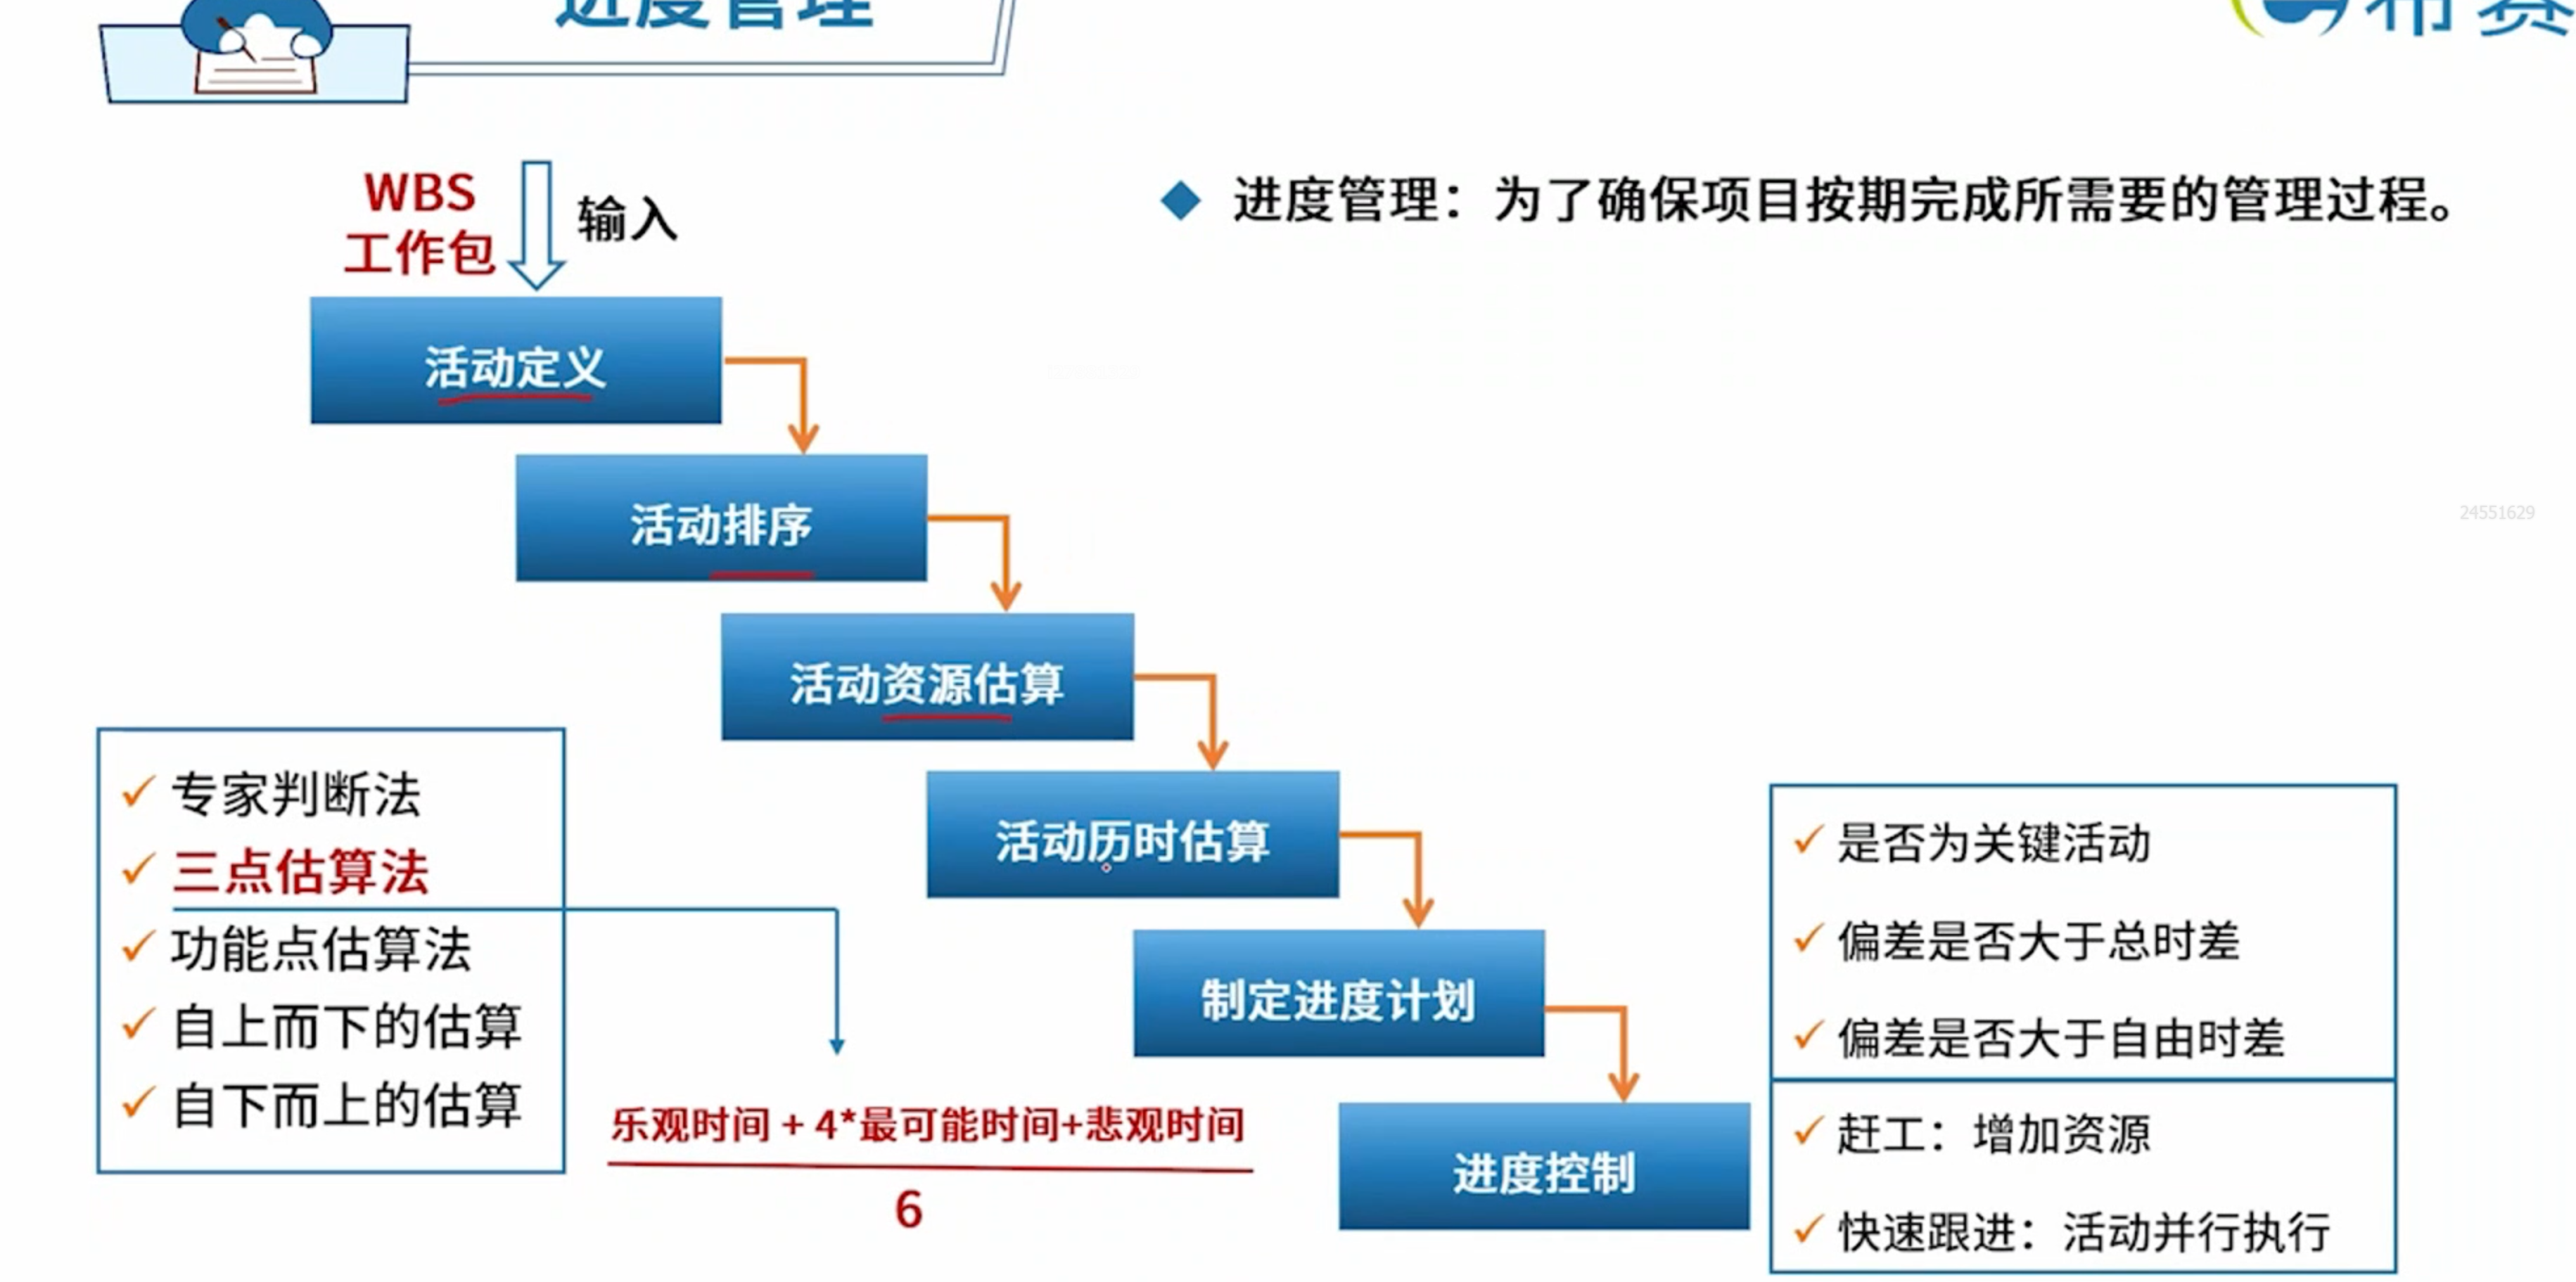 进度管理
希赛
WBS
工作包
输入
进度管理：为了确保项目按期完成所需要的管理过程。
活动定义
活动排序
24551629
活动资源估算
活动历时估算
制定进度计划
进度控制
专家判断法
三点估算法
功能点估算法
自上而下的估算
自下而上的估算
乐观时间 + 4*最可能时间+悲观时间
6
是否为关键活动
偏差是否大于总时差
偏差是否大于自由时差
赶工：增加资源
快速跟进：活动并行执行